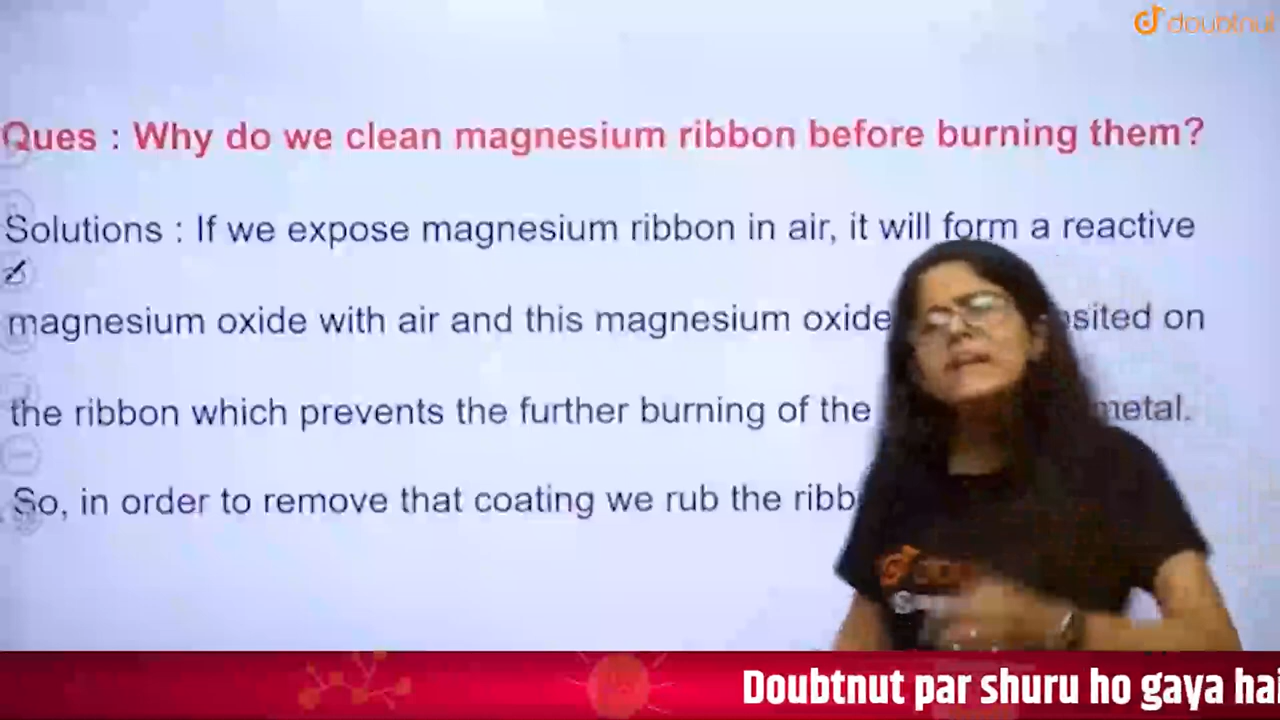 doubtnut
Ques : Why do we clean magnesium ribbon before burning them?
Solutions : If we expose magnesium ribbon in air, it will form a reactive
magnesium oxide with air and this magnesium oxide on
the ribbon which prevents the further burning of the metal.
So, in order to remove that coating we rub the
Doubtnut par shuru ho gaya hai